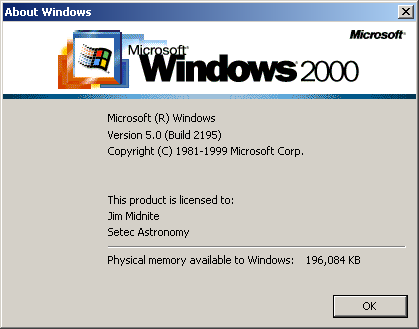 About Windows
Microsoft
Microsoft
Windows 2000
Microsoft (R) Windows
Version 5.0 (Build 2195)
Copyright (C) 1981-1999 Microsoft Corp.
This product is licensed to:
Jim Midnite
Setec Astronomy
Physical memory available to Windows: 196,084 KB
OK